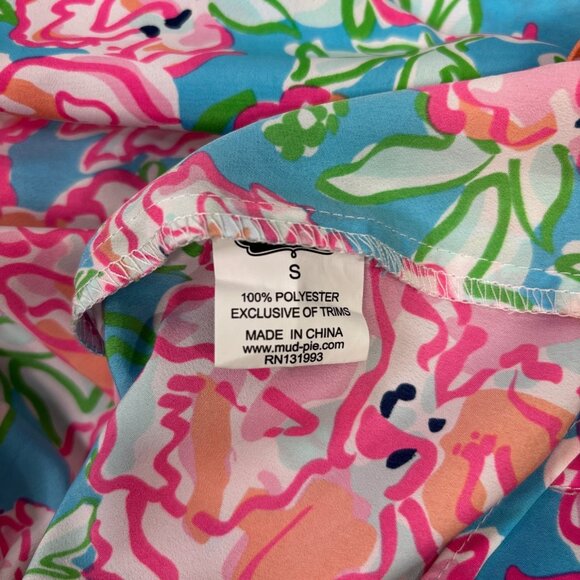 S
100% POLYESTER
EXCLUSIVE OF TRIMS
MADE IN CHINA
www.mud-pie.com
RN131993